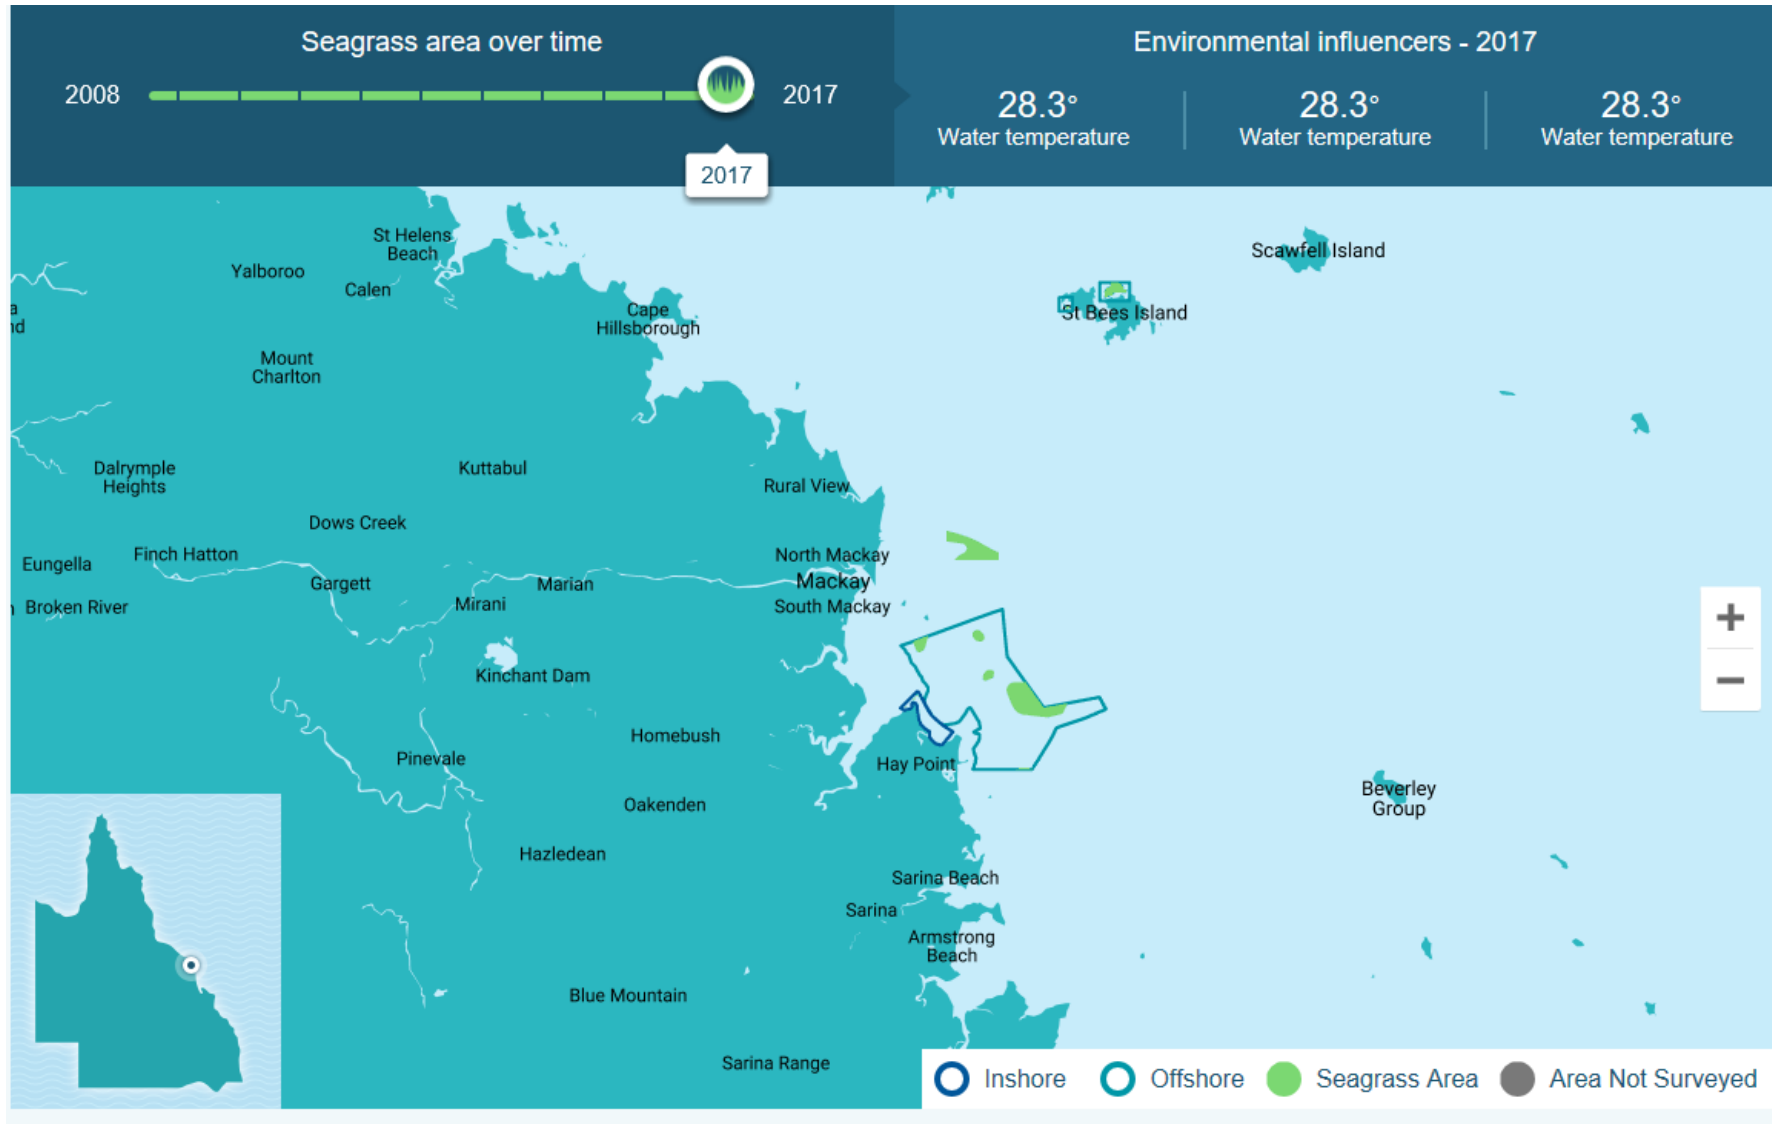 Seagrass area over time
2008
2017
2017
Environmental influencers - 2017
28.3°
Water temperature
28.3°
Water temperature
28.3°
Water temperature
St Helens
Beach
Yalboroo
Calen
Cape
Hillsborough
Scawfell Island
St Bees Island
a
nd
Mount
Charlton
Dalrymple
Heights
Kuttabul
Rural View
Dows Creek
Eungella
Finch Hatton
North Mackay
Gargett
Marian
Mackay
Broken River
Mirani
South Mackay
Kinchant Dam
Homebush
Pinevale
Hay Point
Oakenden
Beverley
Group
Hazledean
Sarina Beach
Sarina
Armstrong
Beach
Blue Mountain
Sarina Range
+
−
Inshore
Offshore
Seagrass Area
Area Not Surveyed